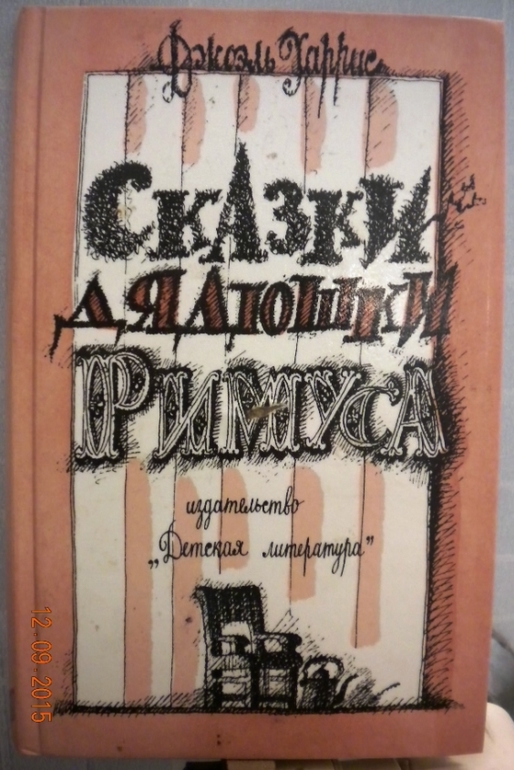 Джоэль Харрис
Сказки
дядюшки
Римуса
издательство
„Детская литература”
12 09 2015